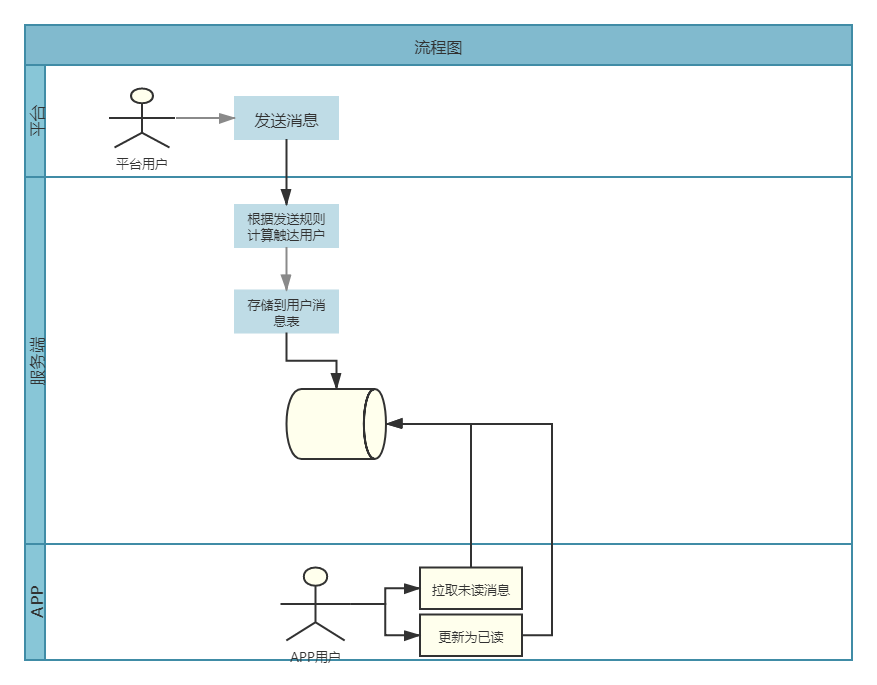 流程图
平台
平台用户
发送消息
服务端
根据发送规则
计算触达用户
存储到用户消
息表
APP
APP用户
拉取未读消息
更新为已读